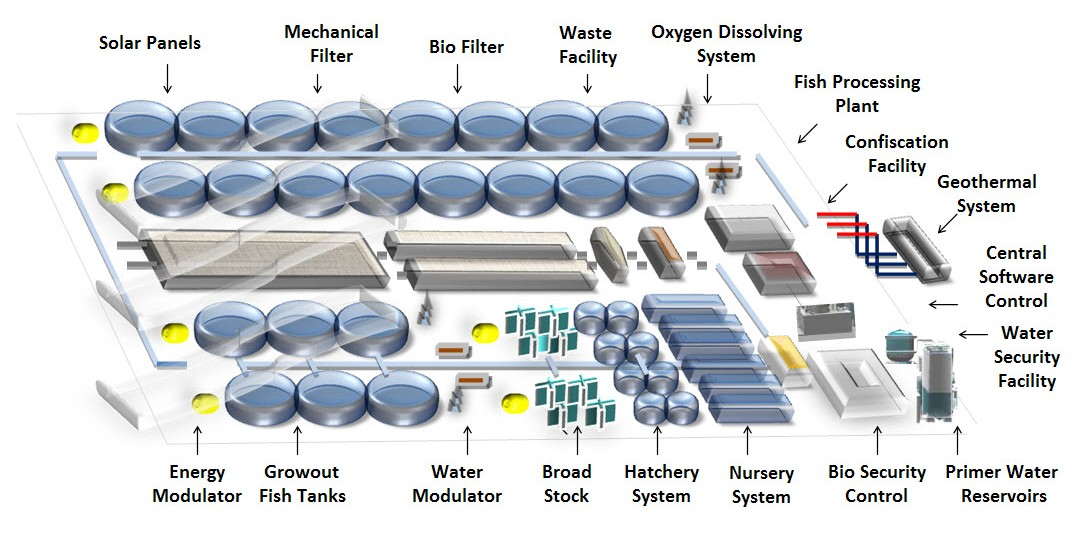 Solar Panels
Mechanical
Filter
Bio Filter
Waste
Facility
Oxygen Dissolving
System
Fish Processing
Plant
Confiscation
Facility
Geothermal
System
Central
Software
Control
Water
Security
Facility
Energy
Modulator
Growout
Fish Tanks
Water
Modulator
Broad
Stock
Hatchery
System
Nursery
System
Bio Security
Control
Primer Water
Reservoirs